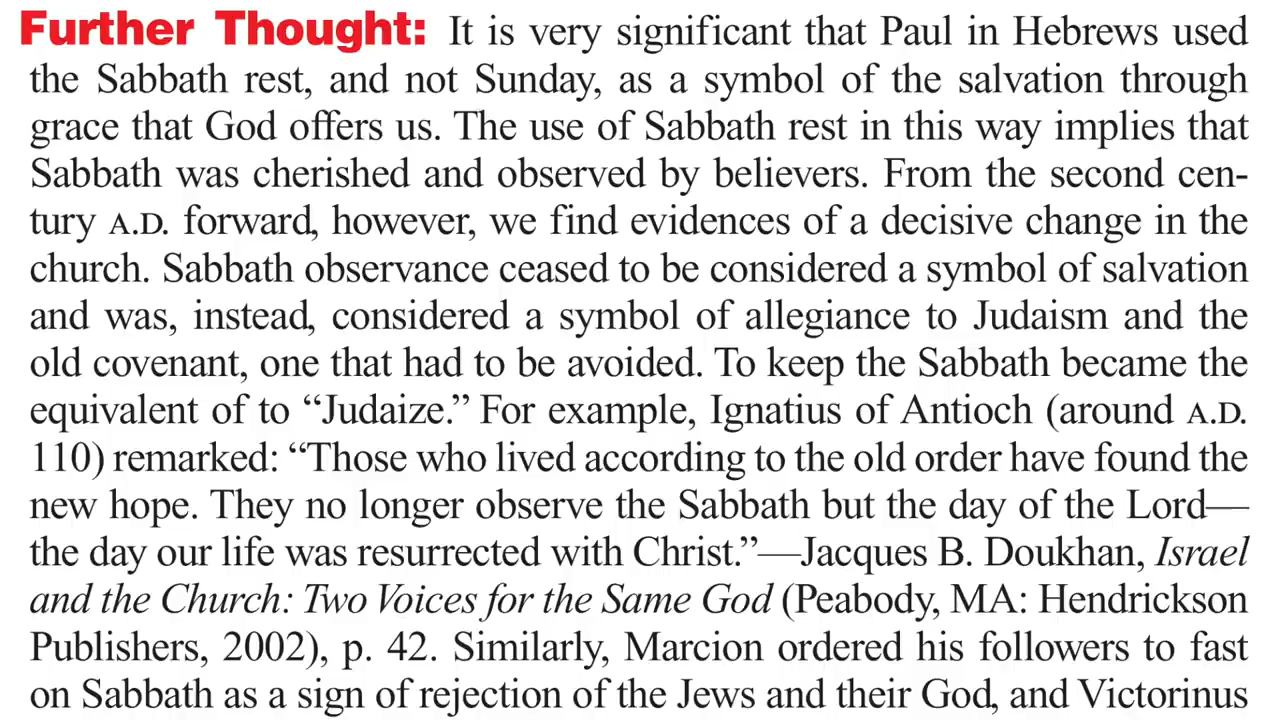 Further Thought: It is very significant that Paul in Hebrews used
the Sabbath rest, and not Sunday, as a symbol of the salvation through
grace that God offers us. The use of Sabbath rest in this way implies that
Sabbath was cherished and observed by believers. From the second cen-
tury A.D. forward, however, we find evidences of a decisive change in the
church. Sabbath observance ceased to be considered a symbol of salvation
and was, instead, considered a symbol of allegiance to Judaism and the
old covenant, one that had to be avoided. To keep the Sabbath became the
equivalent of to “Judaize.” For example, Ignatius of Antioch (around A.D.
110) remarked: “Those who lived according to the old order have found the
new hope. They no longer observe the Sabbath but the day of the Lord—
the day our life was resurrected with Christ.”—Jacques B. Doukhan, Israel
and the Church: Two Voices for the Same God (Peabody, MA: Hendrickson
Publishers, 2002), p. 42. Similarly, Marcion ordered his followers to fast
on Sabbath as a sign of rejection of the Jews and their God, and Victorinus